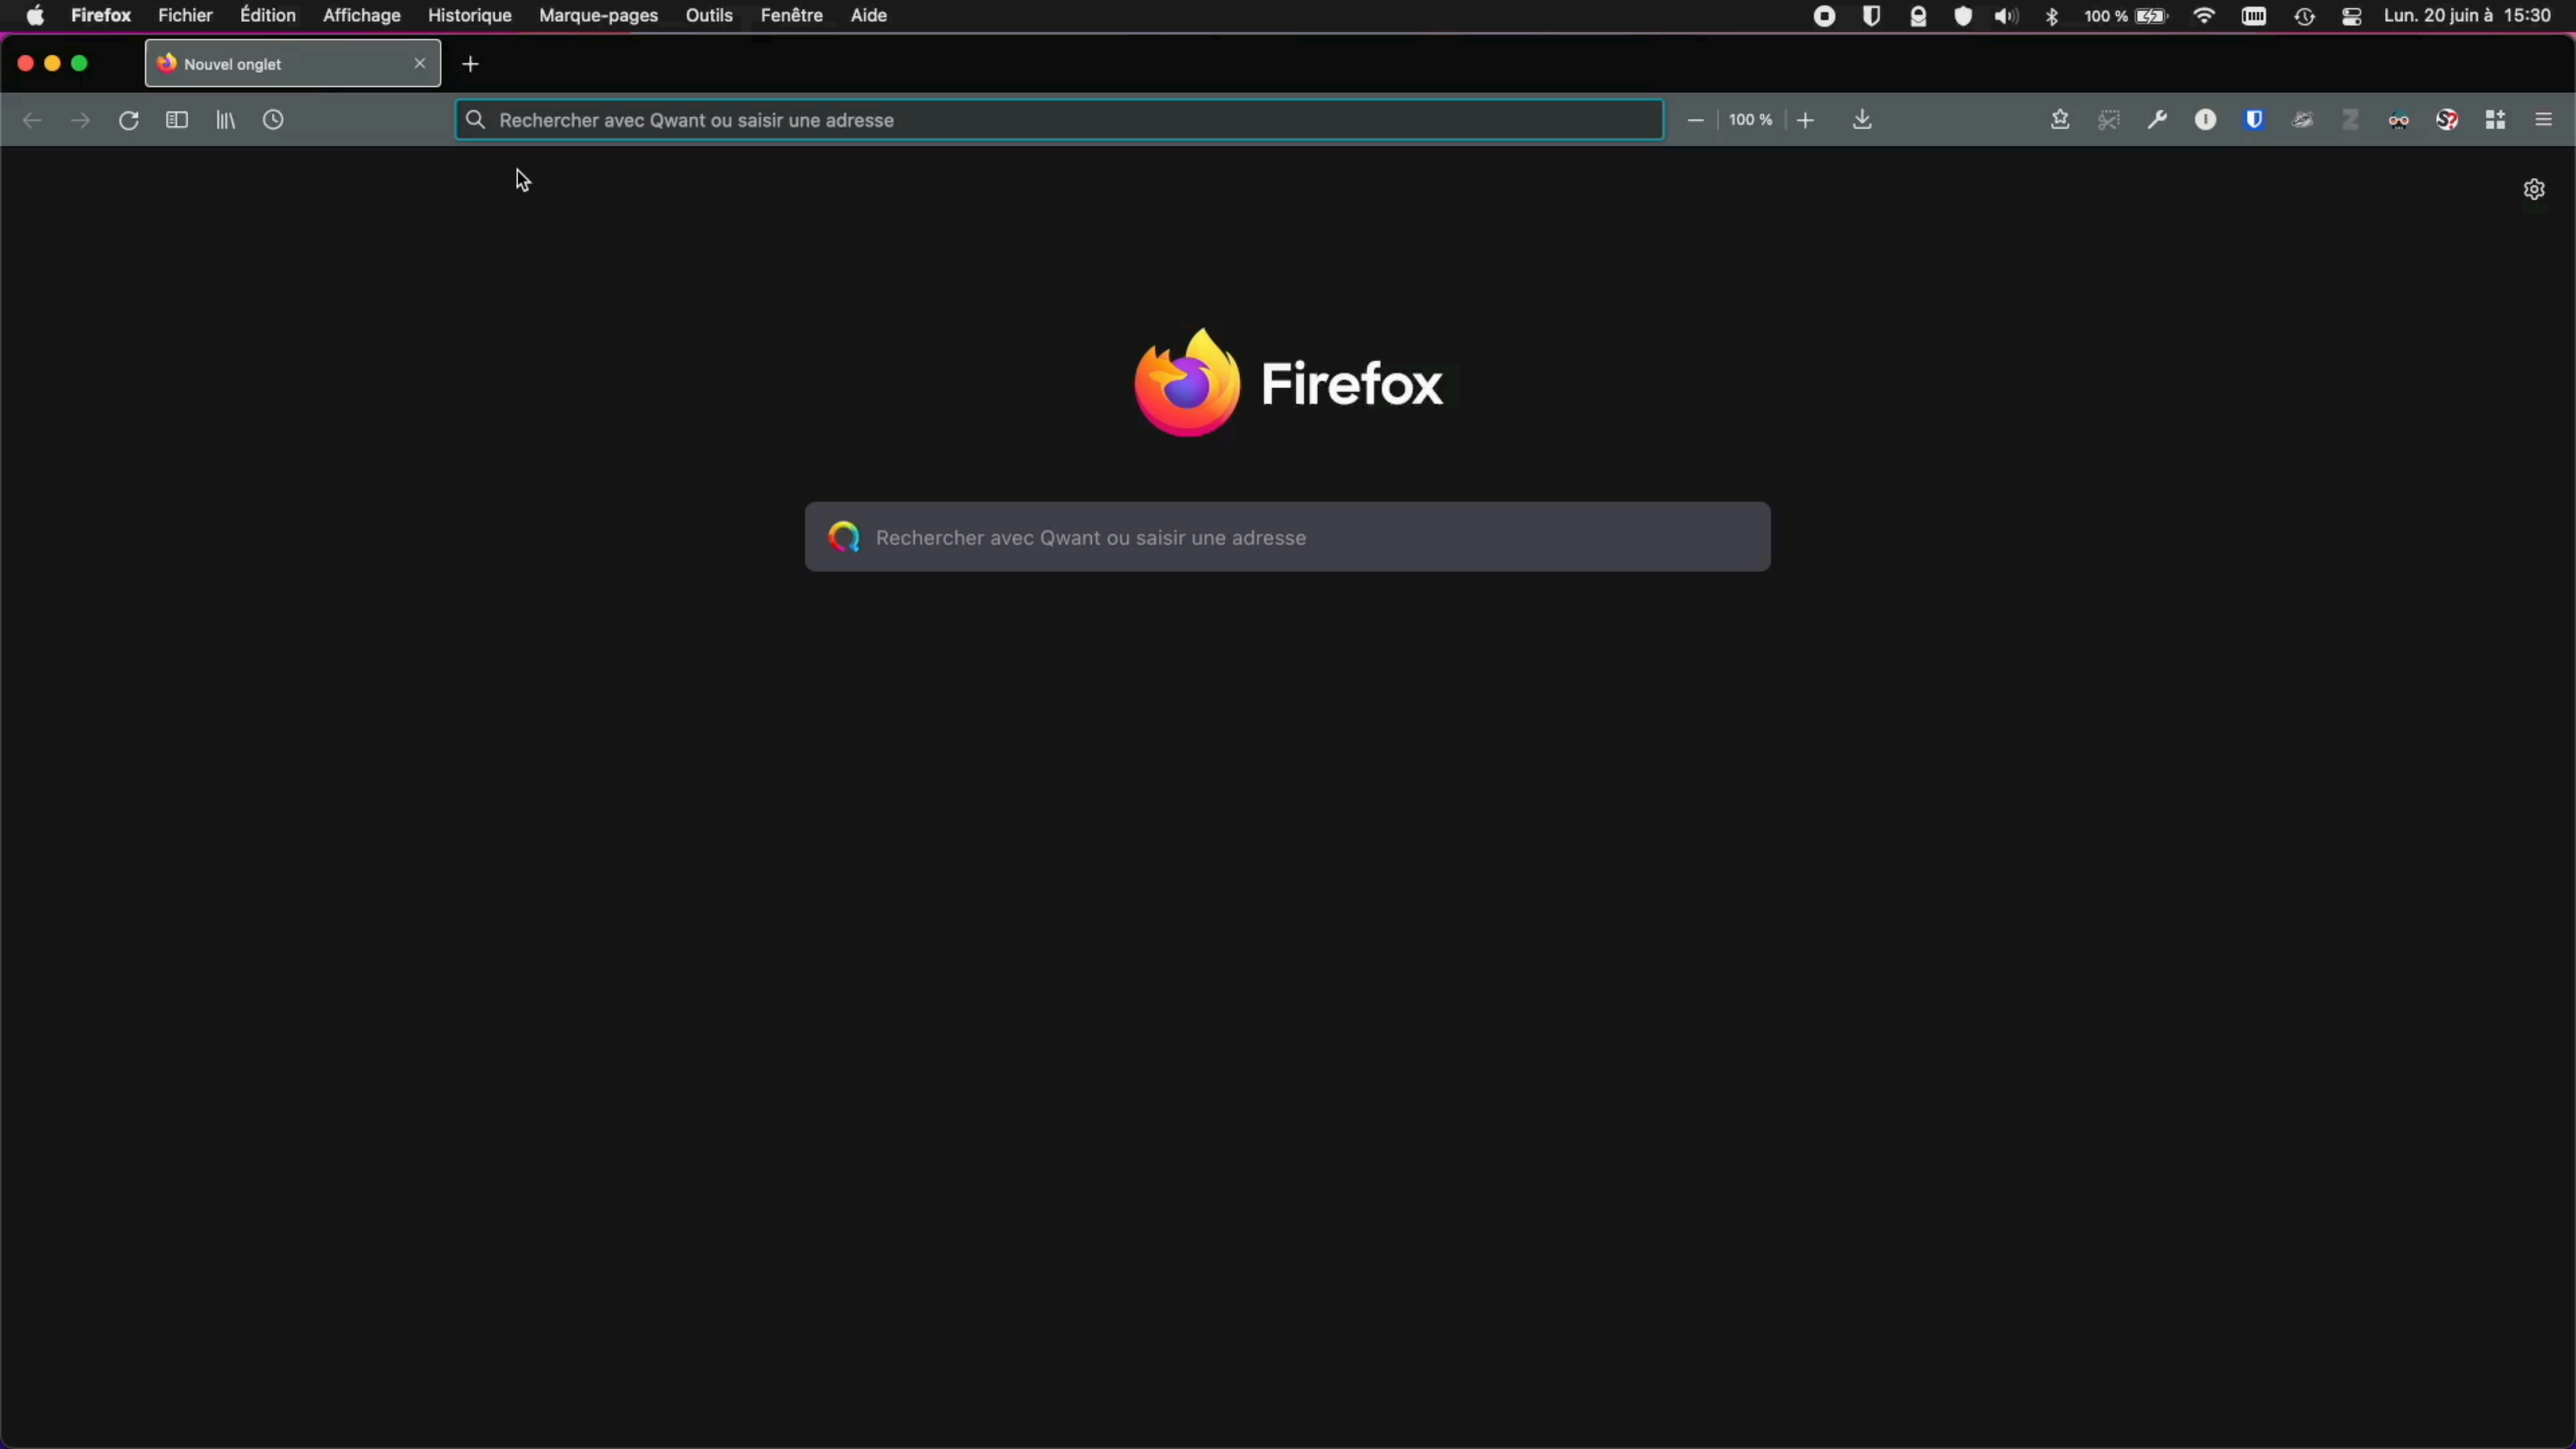 Firefox Fichier Édition Affichage Historique Marque-pages Outils Fenêtre Aide 100 % Lun. 20 juin à 15:30
Nouvel onglet
Rechercher avec Qwant ou saisir une adresse 100 %
Firefox
Rechercher avec Qwant ou saisir une adresse